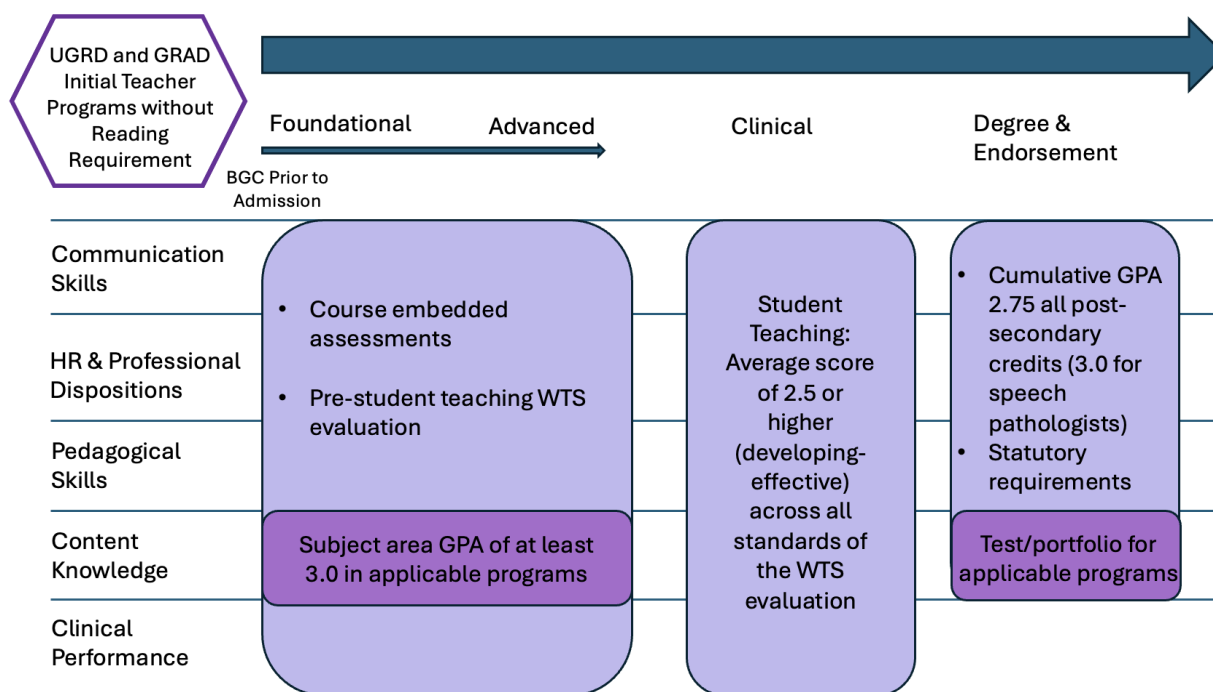 UGRD and GRAD
Initial Teacher
Programs without
Reading
Requirement
Foundational
Advanced
Clinical
Degree &
Endorsement
BGC Prior to
Admission
Communication
Skills
HR & Professional
Dispositions
Pedagogical
Skills
Content
Knowledge
Clinical
Performance
• Course embedded
assessments
• Pre-student teaching WTS
evaluation
Subject area GPA of at least
3.0 in applicable programs
Student
Teaching:
Average score
of 2.5 or
higher
(developing-
effective)
across all
standards of
the WTS
evaluation
• Cumulative GPA
2.75 all post-
secondary
credits (3.0 for
speech
pathologists)
• Statutory
requirements
Test/portfolio for
applicable programs